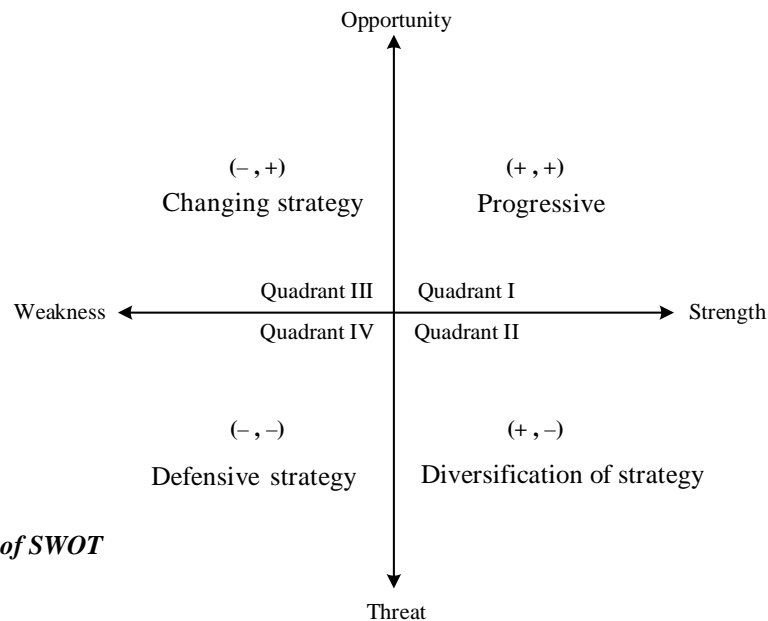 Opportunity
(– , +)
(+ , +)
Changing strategy
Progressive
Quadrant III
Quadrant I
Weakness
Strength
Quadrant IV
Quadrant II
(– , –)
(+ , –)
Defensive strategy
Diversification of strategy
of SWOT
Threat